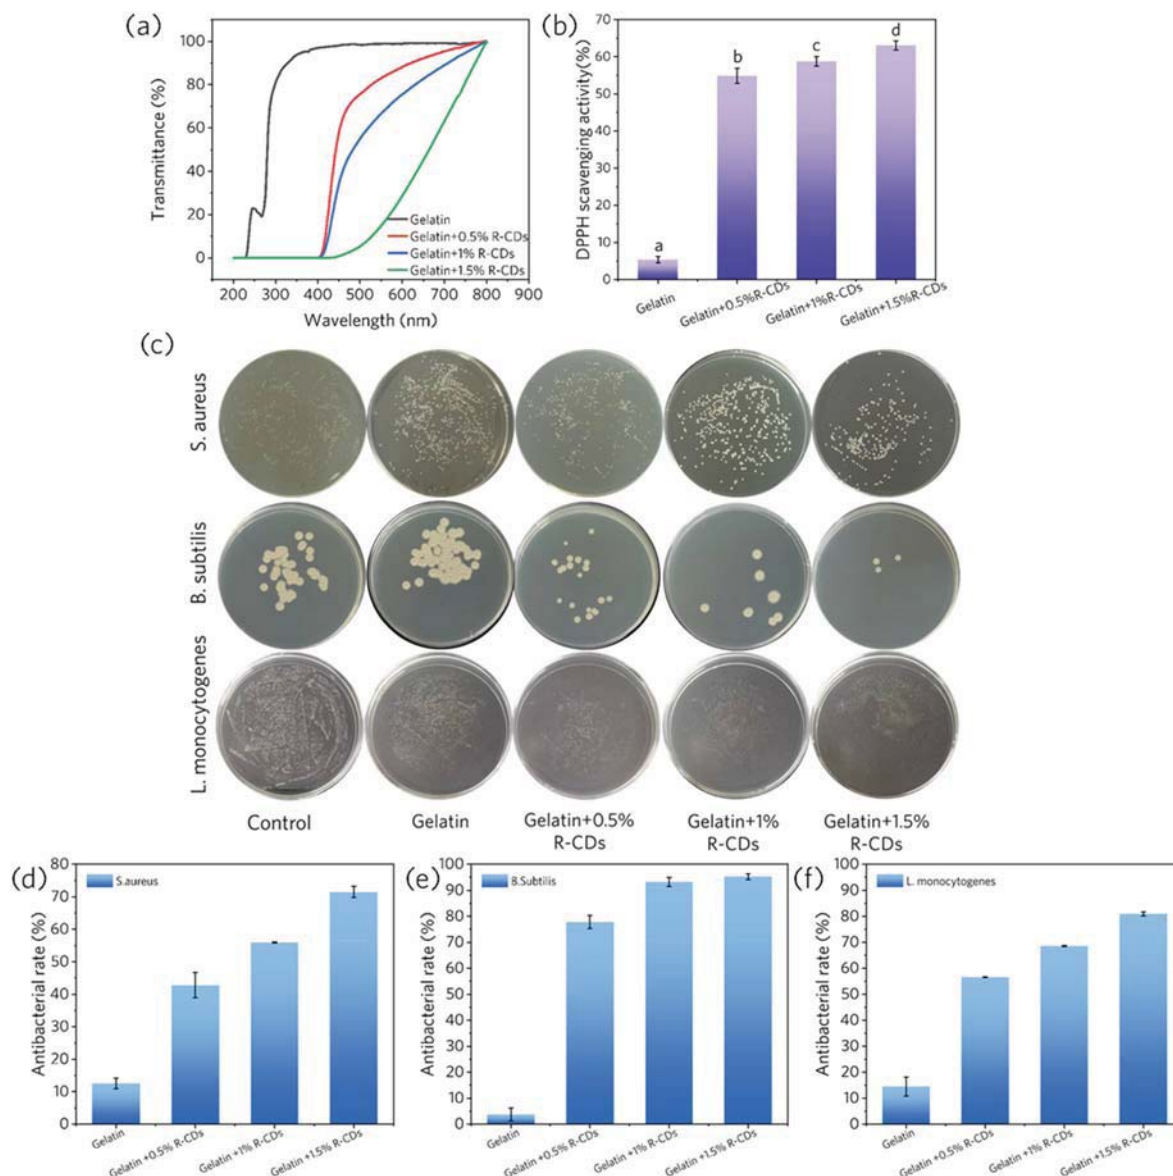 (a)
Transmittance (%)
100
80
60
40
20
0
Gelatin
Gelatin+0.5% R-CDs
Gelatin+1% R-CDs
Gelatin+1.5% R-CDs
200 300 400 500 600 700 800 900
Wavelength (nm)
(b)
DPPH scavenging activity(%)
70
60
50
40
30
20
10
0
a
b
c
d
Gelatin
Gelatin+0.5%R-CDs
Gelatin+1%R-CDs
Gelatin+1.5%R-CDs
(c)
S. aureus
B. subtilis
L. monocytogenes
Control
Gelatin
Gelatin+0.5%
R-CDs
Gelatin+1%
R-CDs
Gelatin+1.5%
R-CDs
(d)
Antibacterial rate (%)
80
70
60
50
40
30
20
10
0
S.aureus
Gelatin
Gelatin +0.5% R-CDs
Gelatin +1% R-CDs
Gelatin +1.5% R-CDs
(e)
Antibacterial rate (%)
100
95
90
80
70
60
50
40
30
20
10
0
B.Subtilis
Gelatin
Gelatin +0.5% R-CDs
Gelatin +1% R-CDs
Gelatin +1.5% R-CDs
(f)
Antibacterial rate (%)
100
90
80
70
60
50
40
30
20
10
0
L. monocytogenes
Gelatin
Gelatin +0.5% R-CDs
Gelatin +1% R-CDs
Gelatin +1.5% R-CDs